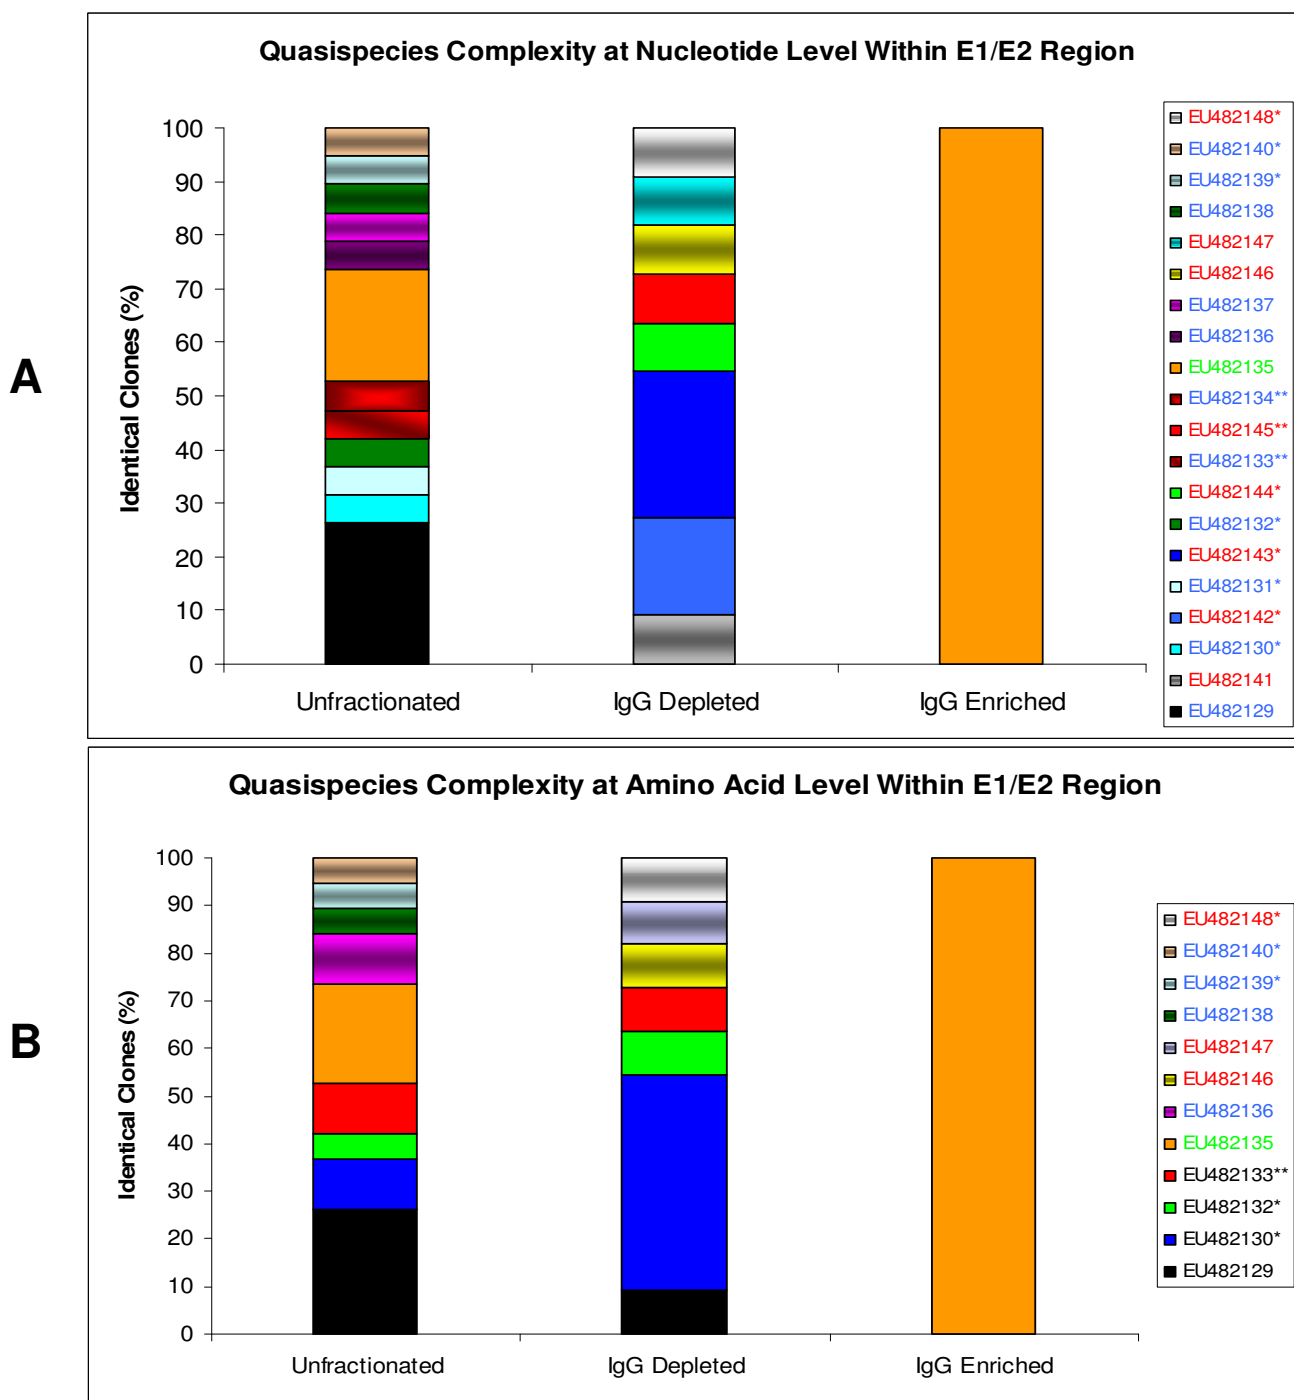 A
Quasispecies Complexity at Nucleotide Level Within E1/E2 Region
Identical Clones (%)
100
90
80
70
60
50
40
30
20
10
0
Unfractionated
IgG Depleted
IgG Enriched
EU482148*
EU482140*
EU482139*
EU482138
EU482147
EU482146
EU482137
EU482136
EU482135
EU482134**
EU482145**
EU482133**
EU482144*
EU482132*
EU482143*
EU482131*
EU482142*
EU482130*
EU482141
EU482129
B
Quasispecies Complexity at Amino Acid Level Within E1/E2 Region
Identical Clones (%)
100
90
80
70
60
50
40
30
20
10
0
Unfractionated
IgG Depleted
IgG Enriched
EU482148*
EU482140*
EU482139*
EU482138
EU482147
EU482146
EU482136
EU482135
EU482133**
EU482132*
EU482130*
EU482129